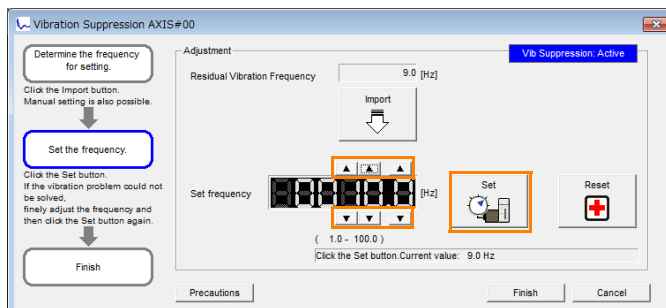 Vibration Suppression AXIS#00
Determine the frequency
for setting.
Click the Import button.
Manual setting is also possible.
Set the frequency.
Click the Set button.
If the vibration problem could not
be solved,
finely adjust the frequency and
then click the Set button again.
Finish
Adjustment
Vib Suppression: Active
Residual Vibration Frequency
9.0 [Hz]
Import
Set frequency
[Hz]
Set
Reset
( 1.0 - 100.0 )
Click the Set button.Current value: 9.0 Hz
Precautions
Finish
Cancel